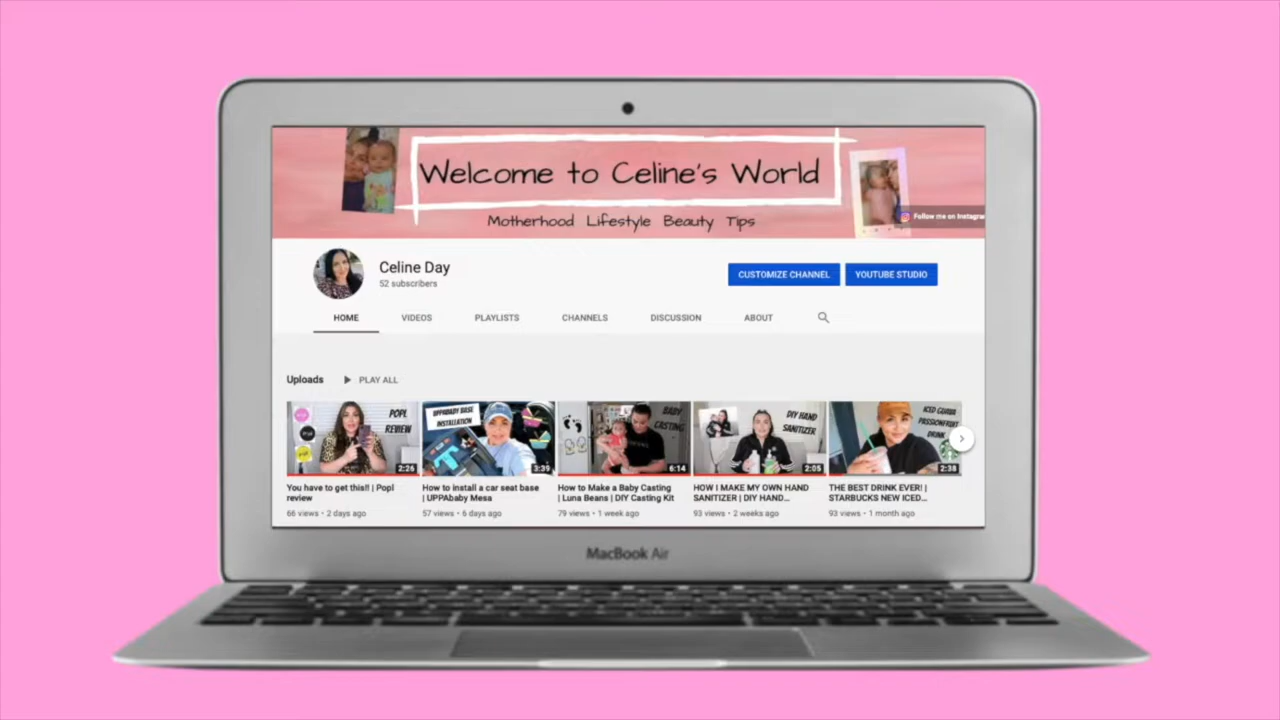 Welcome to Celine's World
Motherhood Lifestyle Beauty Tips
Follow me on Instagram
Celine Day
52 subscribers
CUSTOMIZE CHANNEL
YOUTUBE STUDIO
HOME
VIDEOS
PLAYLISTS
CHANNELS
DISCUSSION
ABOUT
Uploads
PLAY ALL
POPL
REVIEW
2:26
UPPABABY BASE
INSTALLATION
3:39
BABY
CASTING
6:14
DIY HAND
SANITIZER
2:05
ICED GUAVA
PASSIONFRUIT
DRINK
2:38
You have to get this!! | Popl
review
66 views • 2 days ago
How to install a car seat base
| UPPAbaby Mesa
57 views • 6 days ago
How to Make a Baby Casting
| Luna Beans | DIY Casting Kit
79 views • 1 week ago
HOW I MAKE MY OWN HAND
SANITIZER | DIY HAND...
93 views • 2 weeks ago
THE BEST DRINK EVER! |
STARBUCKS NEW ICED...
93 views • 1 month ago
MacBook Air